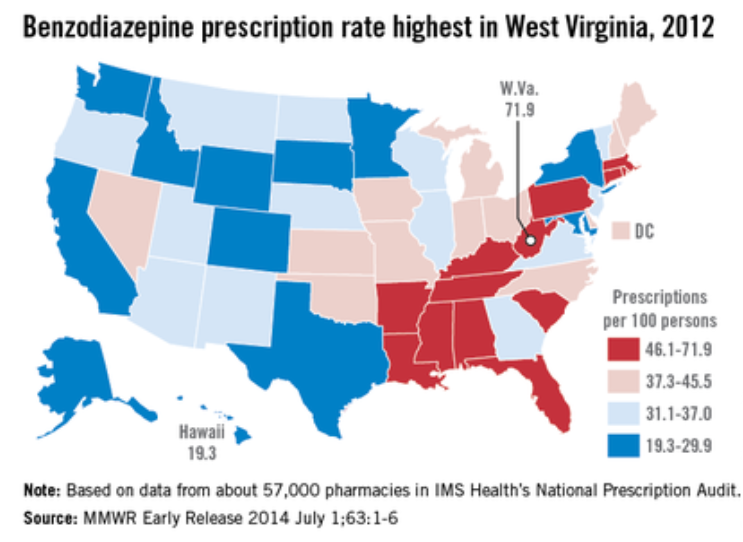 Benzodiazepine prescription rate highest in West Virginia, 2012
W.Va.
71.9
DC
Prescriptions
per 100 persons
46.1-71.9
37.3-45.5
31.1-37.0
19.3-29.9
Hawaii
19.3
Note: Based on data from about 57,000 pharmacies in IMS Health's National Prescription Audit.
Source: MMWR Early Release 2014 July 1;63:1-6